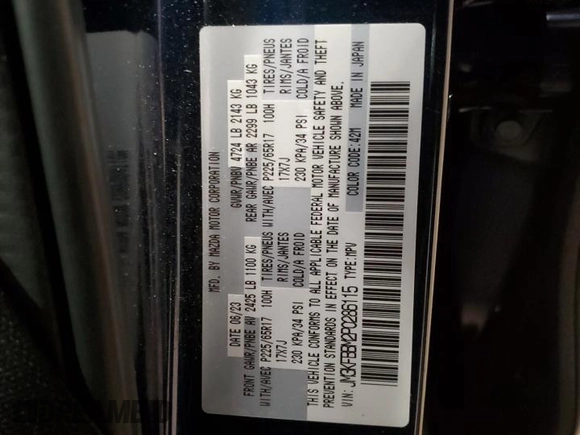 MFD. BY MAZDA MOTOR CORPORATION
DATE 06/23 GVWR/PNBV 4724 LB 2143 KG
FRONT GAWR/PNBE AV 2425 LB 1100 KG REAR GAWR/PNBE AR 2299 LB 1043 KG
WITH/AVEC P225/65R17 100H TIRES/PNEUS WITH/AVEC P225/65R17 100H TIRES/PNEUS
17X7J RIMS/JANTES 17X7J RIMS/JANTES
230 KPA/34 PSI COLD/A FROID 230 KPA/34 PSI COLD/A FROID
THIS VEHICLE CONFORMS TO ALL APPLICABLE FEDERAL MOTOR VEHICLE SAFETY AND THEFT
PREVENTION STANDARDS IN EFFECT ON THE DATE OF MANUFACTURE SHOWN ABOVE.
VIN: TYPE: MPV COLOR CODE: 42M MADE IN JAPAN